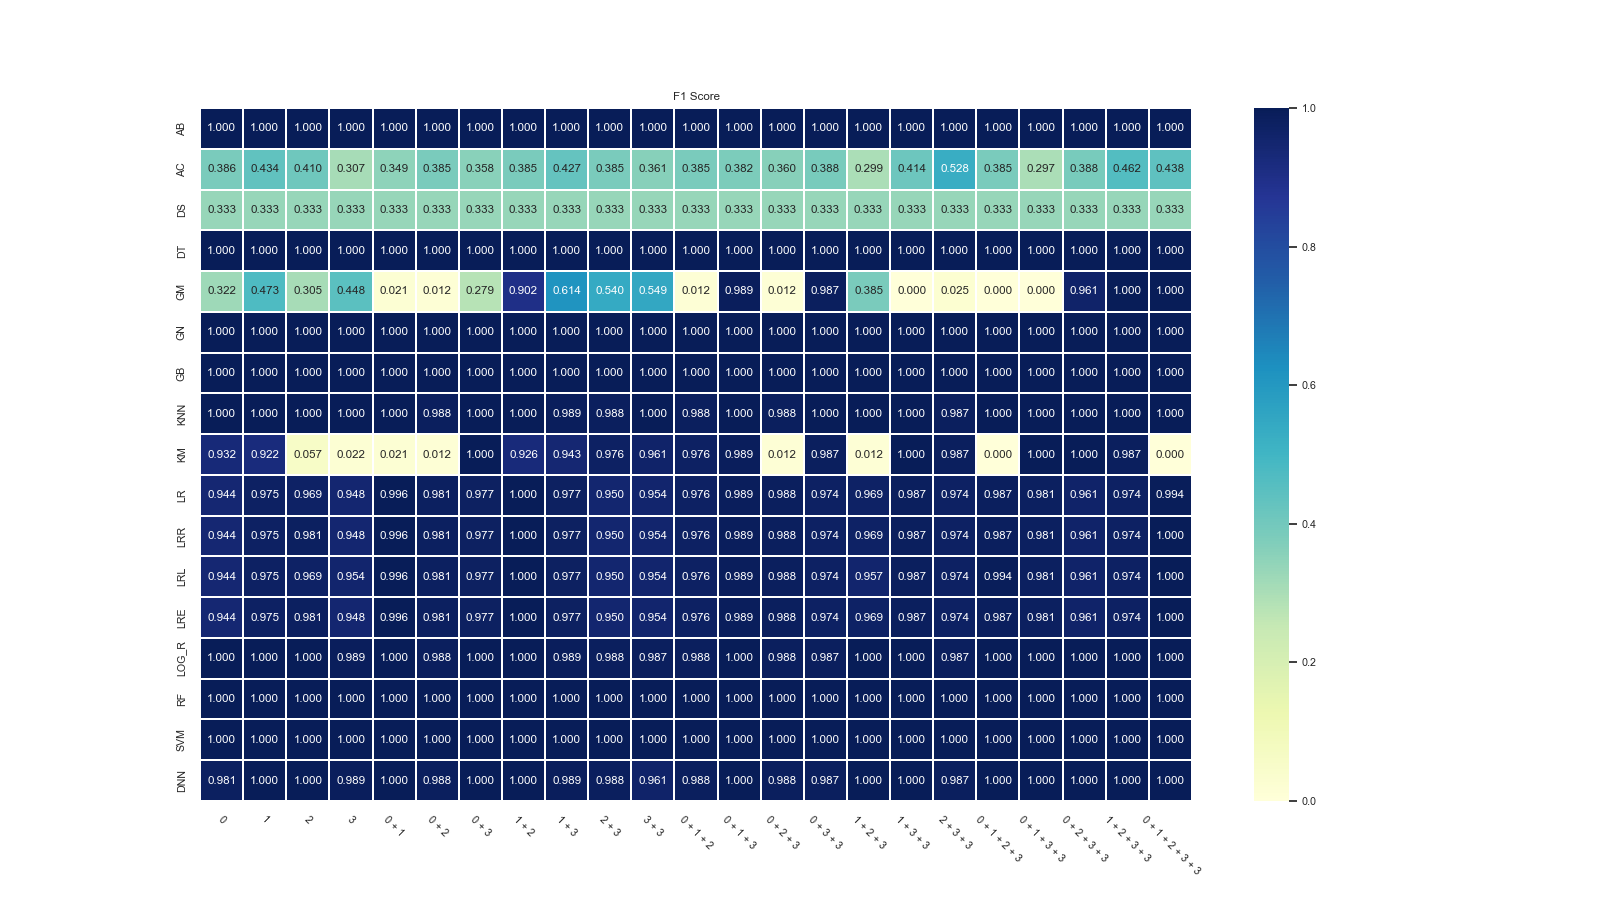 F1 Score
AB 1.000 1.000 1.000 1.000 1.000 1.000 1.000 1.000 1.000 1.000 1.000 1.000 1.000 1.000 1.000 1.000 1.000 1.000 1.000 1.000 1.000 1.000 1.000
AC 0.386 0.434 0.410 0.307 0.349 0.385 0.358 0.385 0.427 0.385 0.361 0.385 0.382 0.360 0.388 0.299 0.414 0.528 0.385 0.297 0.388 0.462 0.438
DS 0.333 0.333 0.333 0.333 0.333 0.333 0.333 0.333 0.333 0.333 0.333 0.333 0.333 0.333 0.333 0.333 0.333 0.333 0.333 0.333 0.333 0.333 0.333
DT 1.000 1.000 1.000 1.000 1.000 1.000 1.000 1.000 1.000 1.000 1.000 1.000 1.000 1.000 1.000 1.000 1.000 1.000 1.000 1.000 1.000 1.000 1.000
GM 0.322 0.473 0.305 0.448 0.021 0.012 0.279 0.902 0.614 0.540 0.549 0.012 0.989 0.012 0.987 0.385 0.000 0.025 0.000 0.000 0.961 1.000 1.000
GN 1.000 1.000 1.000 1.000 1.000 1.000 1.000 1.000 1.000 1.000 1.000 1.000 1.000 1.000 1.000 1.000 1.000 1.000 1.000 1.000 1.000 1.000 1.000
GB 1.000 1.000 1.000 1.000 1.000 1.000 1.000 1.000 1.000 1.000 1.000 1.000 1.000 1.000 1.000 1.000 1.000 1.000 1.000 1.000 1.000 1.000 1.000
KNN 1.000 1.000 1.000 1.000 1.000 0.988 1.000 1.000 0.989 0.988 1.000 0.988 1.000 0.988 1.000 1.000 1.000 0.987 1.000 1.000 1.000 1.000 1.000
KM 0.932 0.922 0.057 0.022 0.021 0.012 1.000 0.926 0.943 0.976 0.961 0.976 0.989 0.012 0.987 0.012 1.000 0.987 0.000 1.000 1.000 0.987 0.000
LR 0.944 0.975 0.969 0.948 0.996 0.981 0.977 1.000 0.977 0.950 0.954 0.976 0.989 0.988 0.974 0.969 0.987 0.974 0.987 0.981 0.961 0.974 0.994
LRR 0.944 0.975 0.981 0.948 0.996 0.981 0.977 1.000 0.977 0.950 0.954 0.976 0.989 0.988 0.974 0.969 0.987 0.974 0.987 0.981 0.961 0.974 1.000
LRL 0.944 0.975 0.969 0.954 0.996 0.981 0.977 1.000 0.977 0.950 0.954 0.976 0.989 0.988 0.974 0.957 0.987 0.974 0.994 0.981 0.961 0.974 1.000
LRE 0.944 0.975 0.981 0.948 0.996 0.981 0.977 1.000 0.977 0.950 0.954 0.976 0.989 0.988 0.974 0.969 0.987 0.974 0.987 0.981 0.961 0.974 1.000
LOG_R 1.000 1.000 1.000 0.989 1.000 0.988 1.000 1.000 0.989 0.988 0.987 0.988 1.000 0.988 0.987 1.000 1.000 0.987 1.000 1.000 1.000 1.000 1.000
RF 1.000 1.000 1.000 1.000 1.000 1.000 1.000 1.000 1.000 1.000 1.000 1.000 1.000 1.000 1.000 1.000 1.000 1.000 1.000 1.000 1.000 1.000 1.000
SVM 1.000 1.000 1.000 1.000 1.000 1.000 1.000 1.000 1.000 1.000 1.000 1.000 1.000 1.000 1.000 1.000 1.000 1.000 1.000 1.000 1.000 1.000 1.000
DNN 0.981 1.000 1.000 0.989 1.000 0.988 1.000 1.000 0.989 0.988 0.961 0.988 1.000 0.988 0.987 1.000 1.000 0.987 1.000 1.000 1.000 1.000 1.000
0
1
2
3
0 + 1
0 + 2
0 + 3
1 + 2
1 + 3
2 + 3
3 + 3
0 + 1 + 2
0 + 1 + 3
0 + 2 + 3
0 + 3 + 3
1 + 2 + 3
1 + 3 + 3
2 + 3 + 3
0 + 1 + 2 + 3
0 + 1 + 3 + 3
0 + 2 + 3 + 3
1 + 2 + 3 + 3
0 + 1 + 2 + 3 + 3
1.0
0.8
0.6
0.4
0.2
0.0